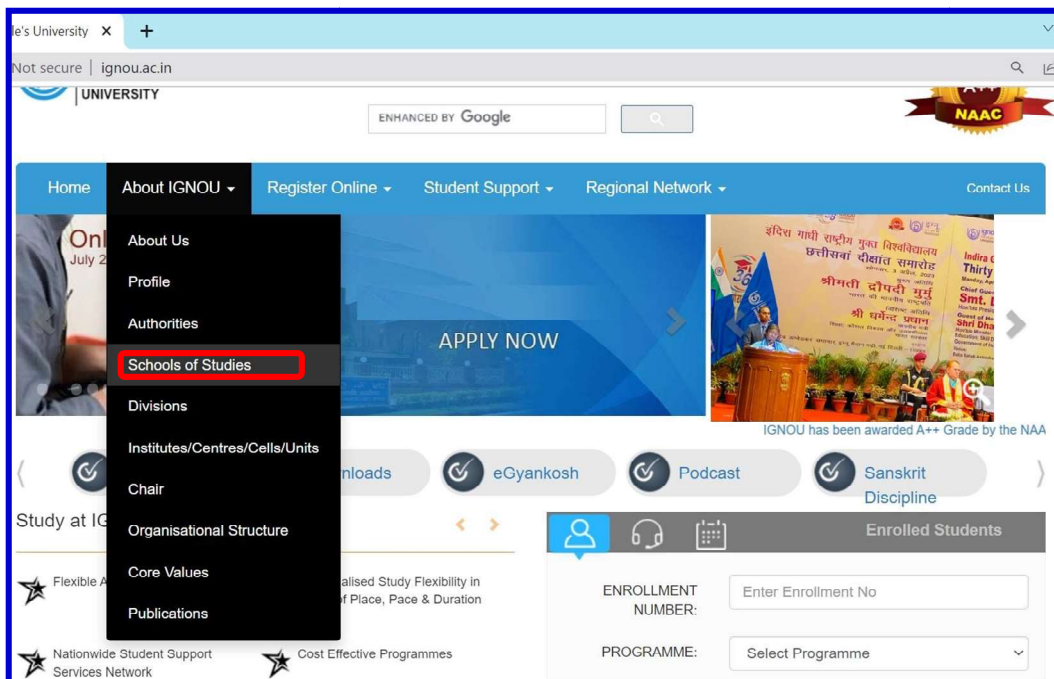 le's University
Not secure
ignou.ac.in
UNIVERSITY
ENHANCED BY Google
A++
NAAC
Home
About IGNOU
Register Online
Student Support
Regional Network
Contact Us
Onl
July 2
About Us
Profile
Authorities
Schools of Studies
Divisions
Institutes/Centres/Cells/Units
Chair
Organisational Structure
Core Values
Publications
APPLY NOW
इंदिरा गांधी राष्ट्रीय मुक्त विश्वविद्यालय
छत्तीसवां दीक्षांत समारोह
श्रीमती द्रौपदी मुर्मु
श्री धर्मेन्द्र प्रधान
Indira G
Thirty
Smt. D
Shri Dha
36
IGNOU has been awarded A++ Grade by the NAA
nloads
eGyankosh
Podcast
Sanskrit
Discipline
Study at IG
Flexible A
alised Study Flexibility in
of Place, Pace & Duration
Nationwide Student Support
Services Network
Cost Effective Programmes
Enrolled Students
ENROLLMENT
NUMBER:
Enter Enrollment No
PROGRAMME:
Select Programme